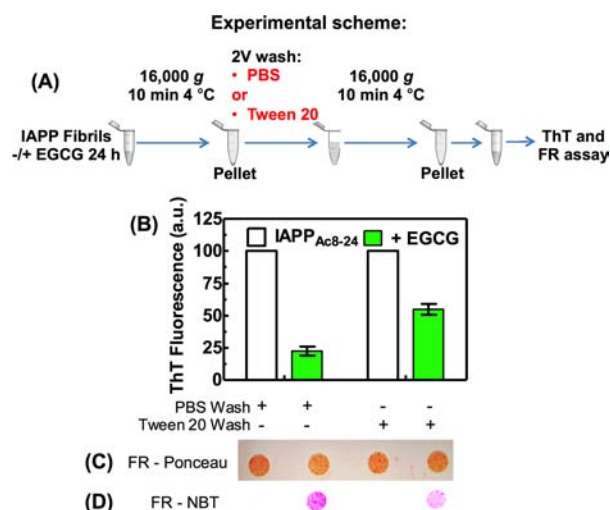 Experimental scheme:
2V wash:
(A)
16,000 g
10 min 4 °C
• PBS
or
• Tween 20
16,000 g
10 min 4 °C
IAPP Fibrils
-/+ EGCG 24 h
Pellet
Pellet
ThT and
FR assay
(B)
ThT Fluorescence (a.u.)
125
100
75
50
25
0
IAPPAc8-24
+ EGCG
PBS Wash + + - -
Tween 20 Wash - - + +
(C) FR - Ponceau
(D) FR - NBT